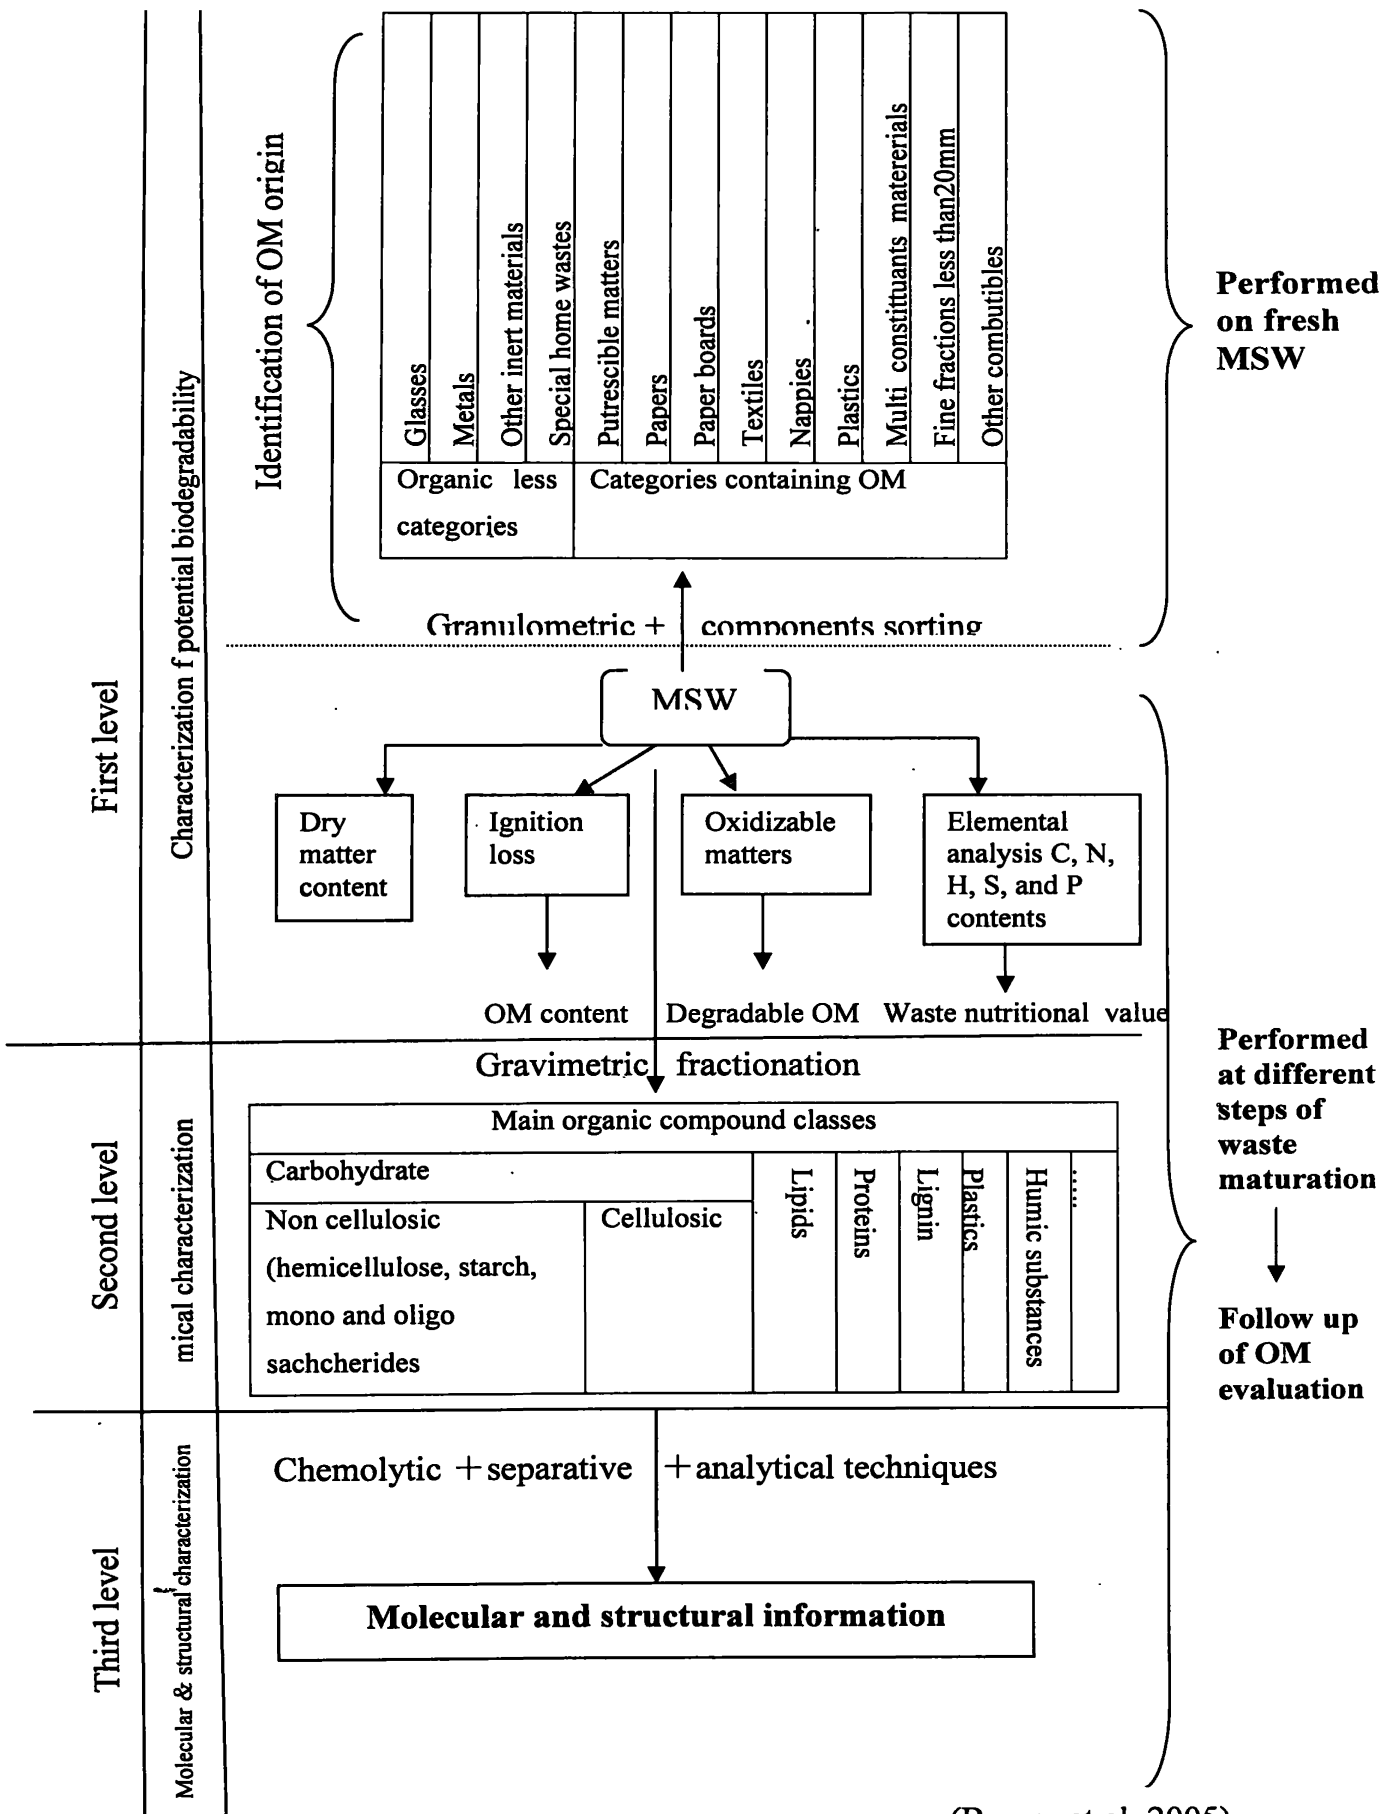 First level
Characterization f potential biodegradability
Identification of OM origin
Glasses
Metals
Other inert materials
Special home wastes
Putrescible matters
Papers
Paper boards
Textiles
Nappies
Plastics
Multi constituants matererials
Fine fractions less than20mm
Other combutibles
Organic less
categories
Categories containing OM
Performed
on fresh
MSW
Granulometric + components sorting
MSW
Dry
matter
content
Ignition
loss
Oxidizable
matters
Elemental
analysis C, N,
H, S, and P
contents
OM content
Degradable OM
Waste nutritional value
Second level
mical characterization
Gravimetric fractionation
Main organic compound classes
Carbohydrate
Non cellulosic
(hemicellulose, starch,
mono and oligo
sachcherides
Cellulosic
Lipids
Proteins
Lignin
Plastics
Humic substances
.....
Performed
at different
steps of
waste
maturation
Follow up
of OM
evaluation
Third level
Molecular & structural characterization
Chemolytic + separative + analytical techniques
Molecular and structural information
et al. 2005)